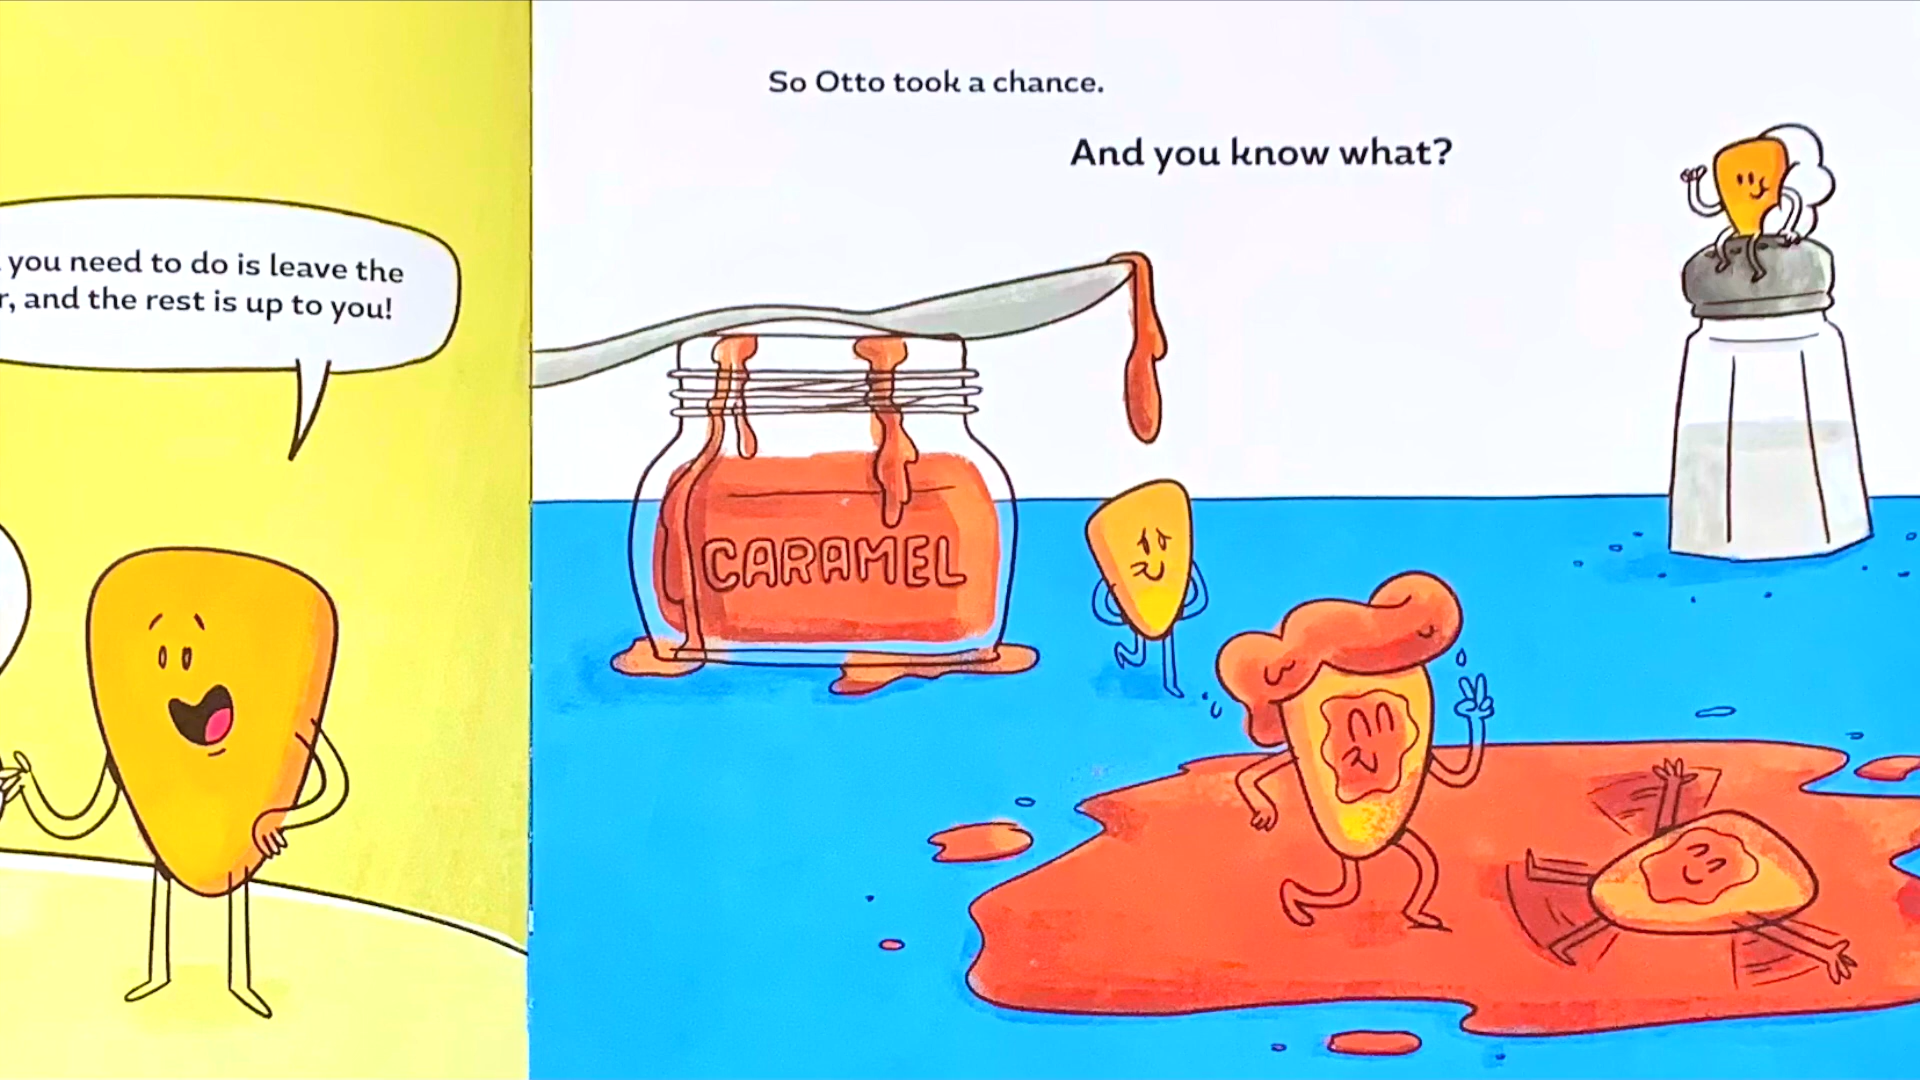 you need to do is leave the
and the rest is up to you!
So Otto took a chance.
And you know what?
CARAMEL